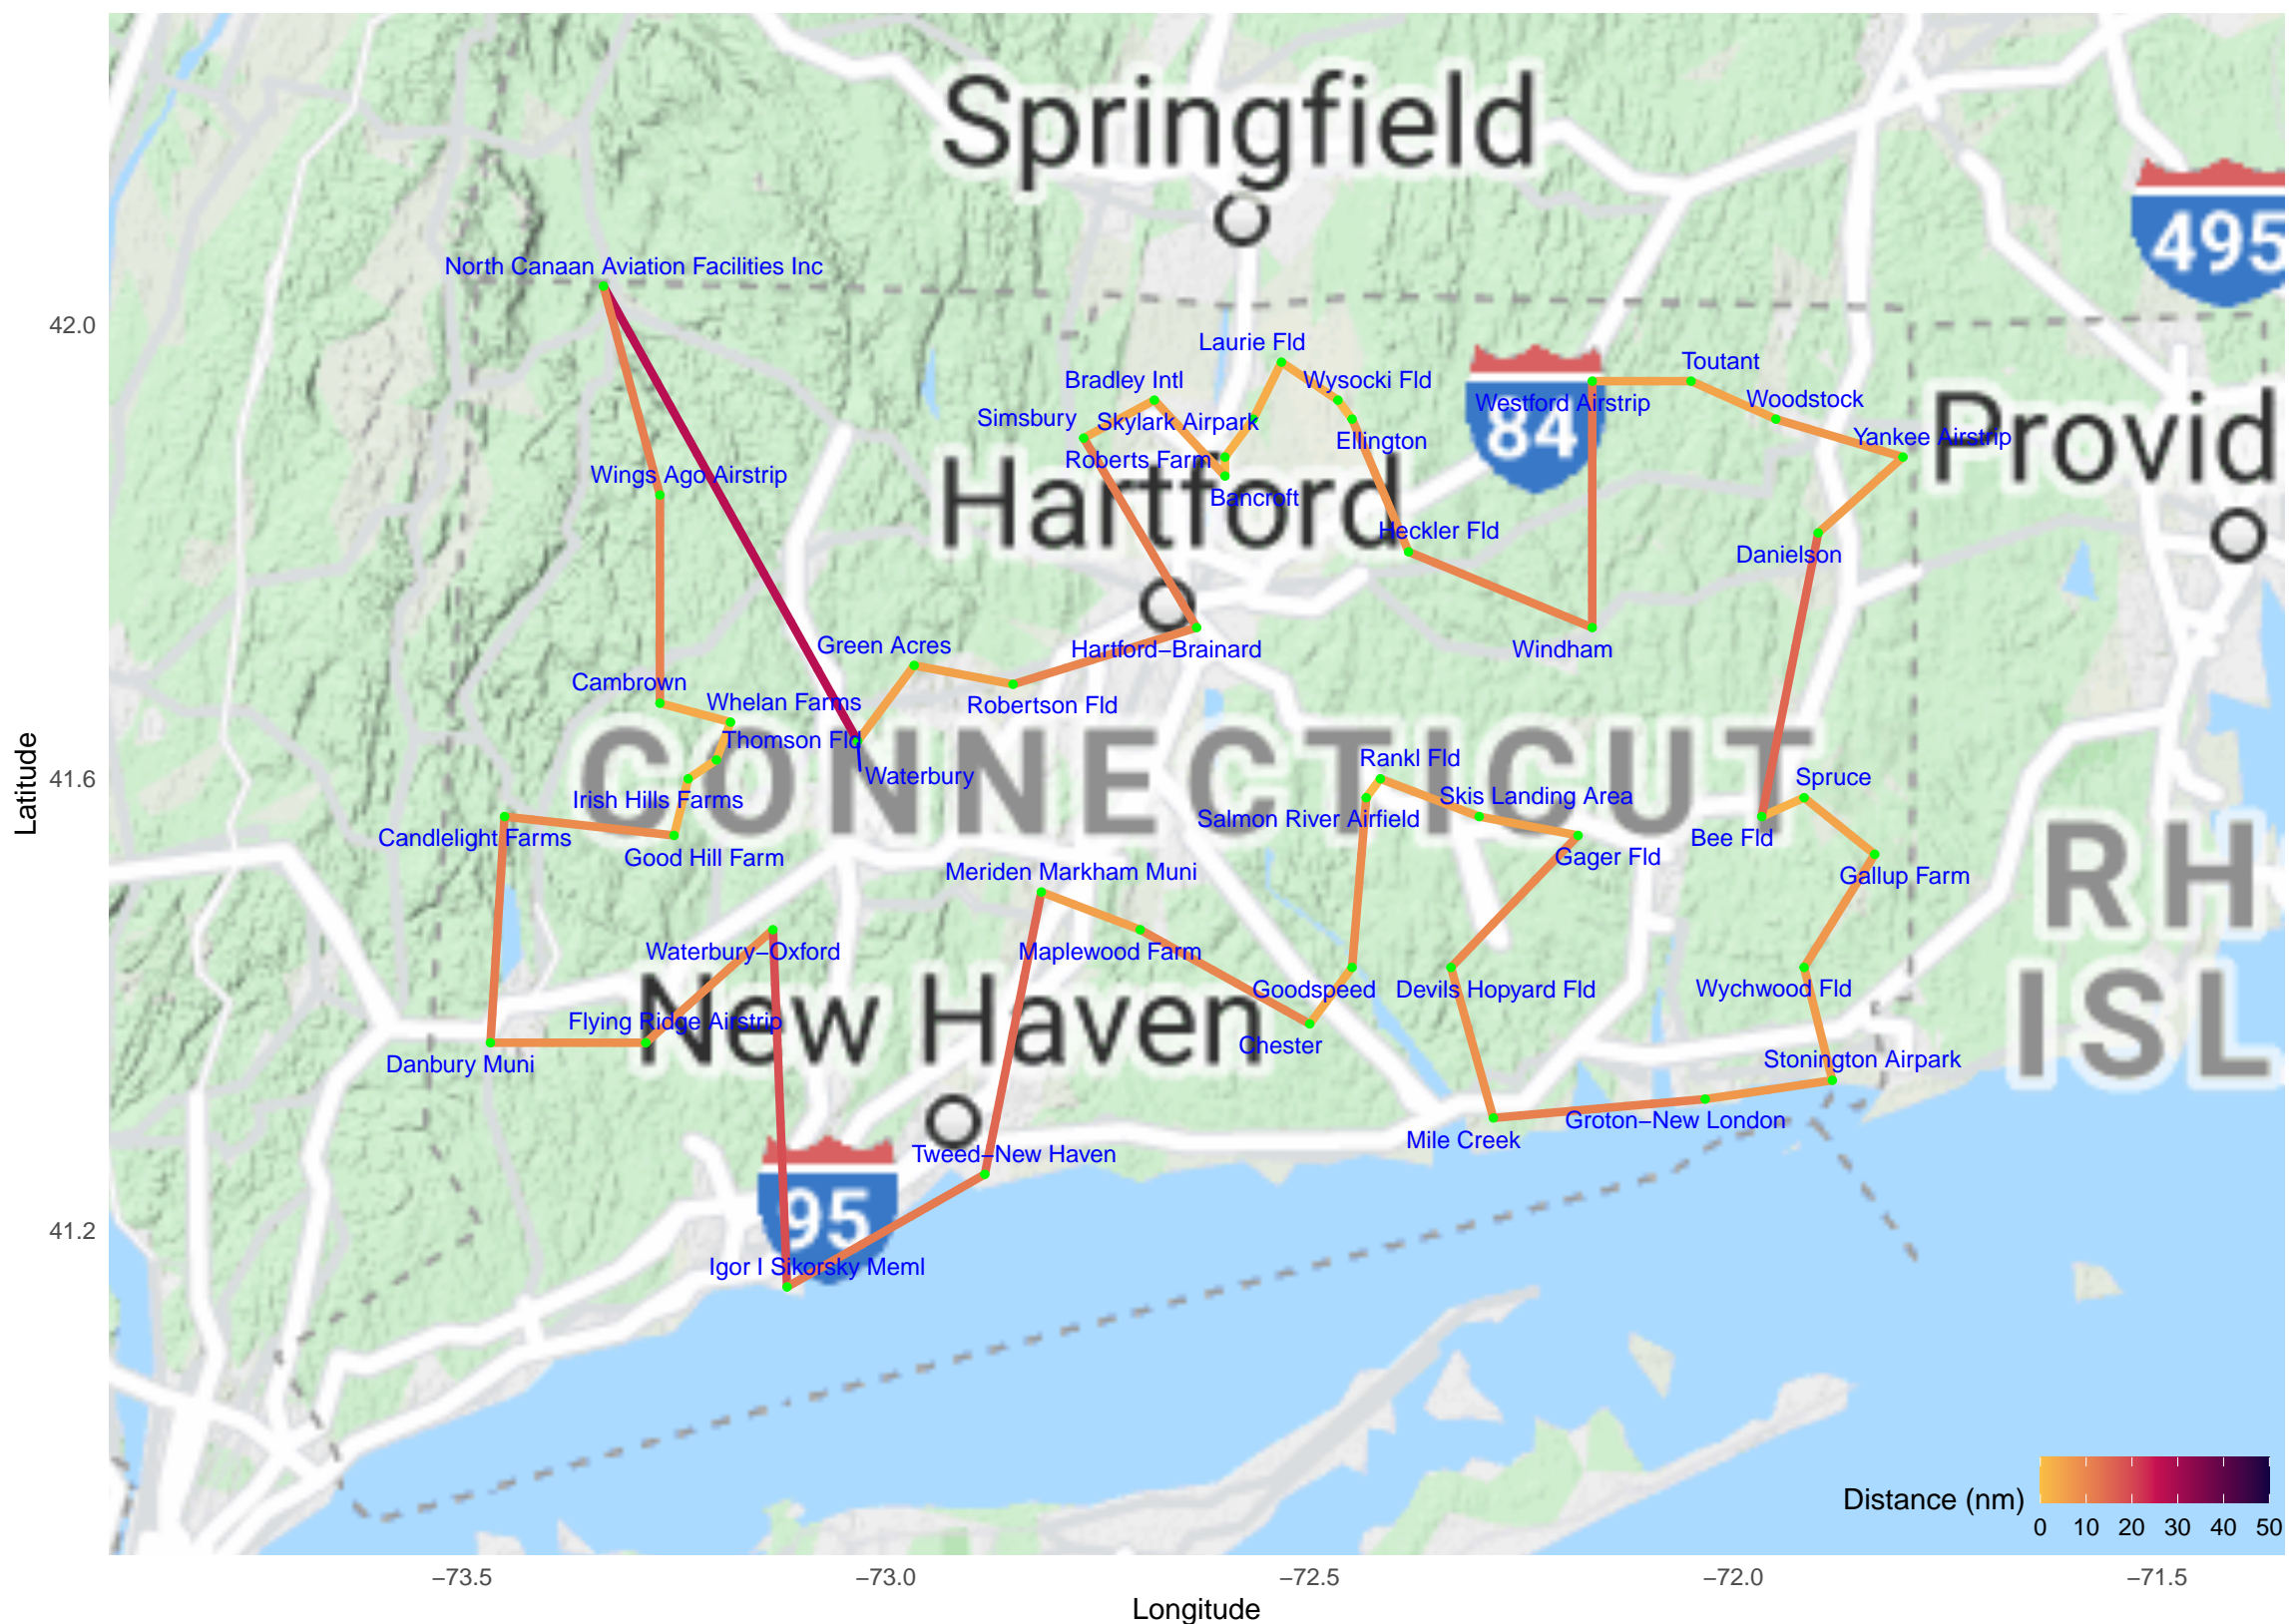 Springfield
495
North Canaan Aviation Facilities Inc
42.0
Laurie Fld
Toutant
Bradley Intl
Wysocki Fld
Westford Airstrip
Woodstock
Simsbury
Skylark Airpark
84
Ellington
Yankee Airstrip
Provid
Roberts Farm
Wings Ago Airstrip
Bancroft
Hartford
Heckler Fld
Danielson
Green Acres
Hartford−Brainard
Windham
Cambrown
Whelan Farms
Robertson Fld
Thomson Fld
CONNECTICUT
Rankl Fld
Waterbury
Spruce
41.6
Latitude
Irish Hills Farms
Skis Landing Area
Salmon River Airfield
Candlelight Farms
Bee Fld
Good Hill Farm
Gager Fld
RH
Meriden Markham Muni
Gallup Farm
Waterbury−Oxford
Maplewood Farm
Goodspeed
Devils Hopyard Fld
Wychwood Fld
ISL
New Haven
Flying Ridge Airstrip
Chester
Danbury Muni
Stonington Airpark
Groton−New London
Mile Creek
Tweed−New Haven
95
41.2
Igor I Sikorsky Meml
Distance (nm)
0 10 20 30 40 50
−73.5 −73.0 −72.5 −72.0 −71.5
Longitude